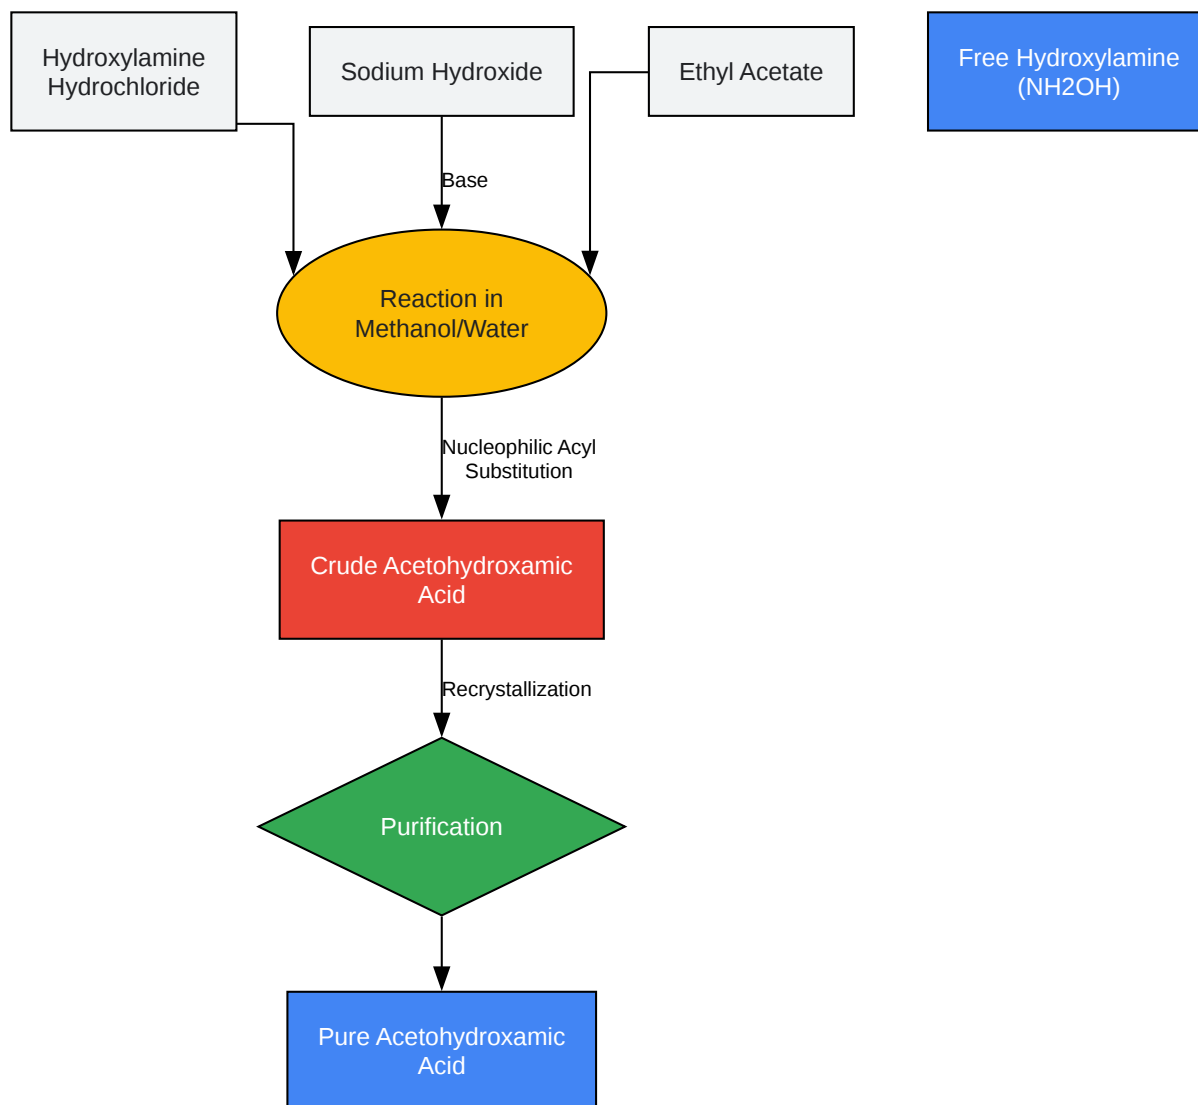 Hydroxylamine
Hydrochloride
Sodium Hydroxide
Ethyl Acetate
Free Hydroxylamine
(NH2OH)
Base
Reaction in
Methanol/Water
Nucleophilic Acyl
Substitution
Crude Acetohydroxamic
Acid
Recrystallization
Purification
Pure Acetohydroxamic
Acid